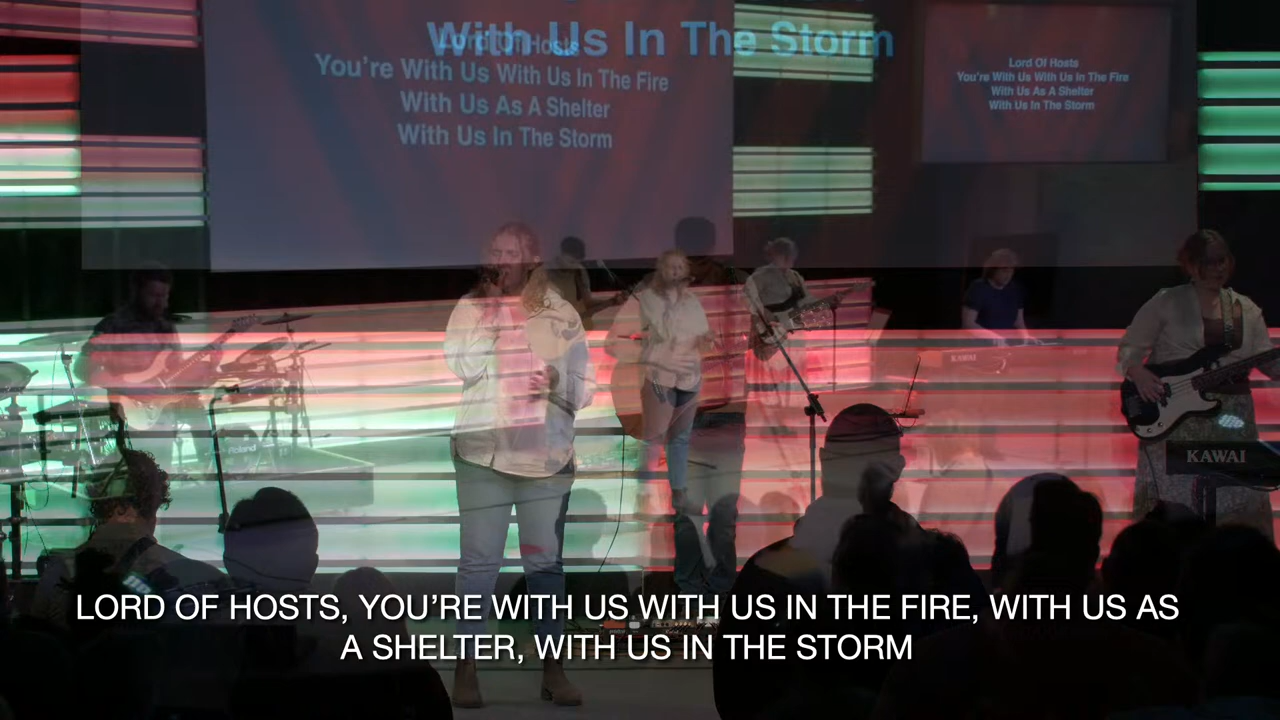 With Us In The Storm
Lord Of Hosts
You're With Us With Us In The Fire
With Us As A Shelter
With Us In The Storm
Lord Of Hosts
You're With Us With Us In The Fire
With Us As A Shelter
With Us In The Storm
KAWAI
Roland
KAWAI
LORD OF HOSTS, YOU'RE WITH US WITH US IN THE FIRE, WITH US AS
A SHELTER, WITH US IN THE STORM